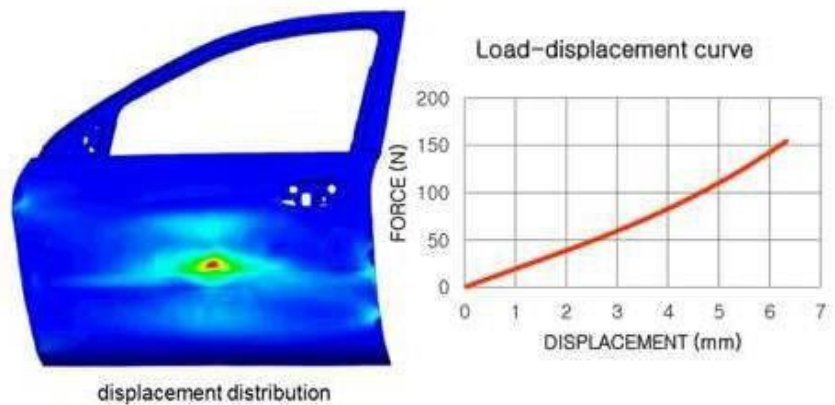 Load-displacement curve
200
150
100
50
0
FORCE (N)
0 1 2 3 4 5 6 7
DISPLACEMENT (mm)
displacement distribution